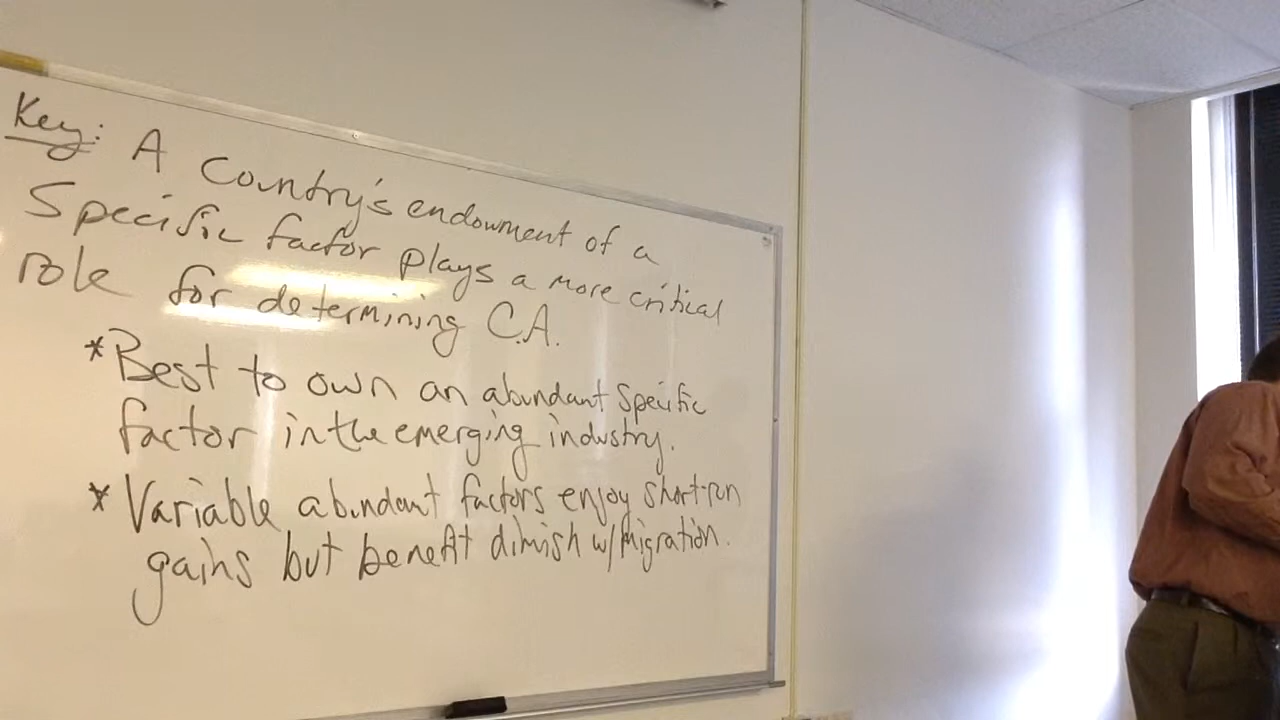 Key: A Country's endowment of a
Specific factor plays a more critical
role for determining C.A.
*Best to own an abundant specific
factor in the emerging industry.
*Variable abundant factors enjoy short-run
gains but benefit dimish w/migration.